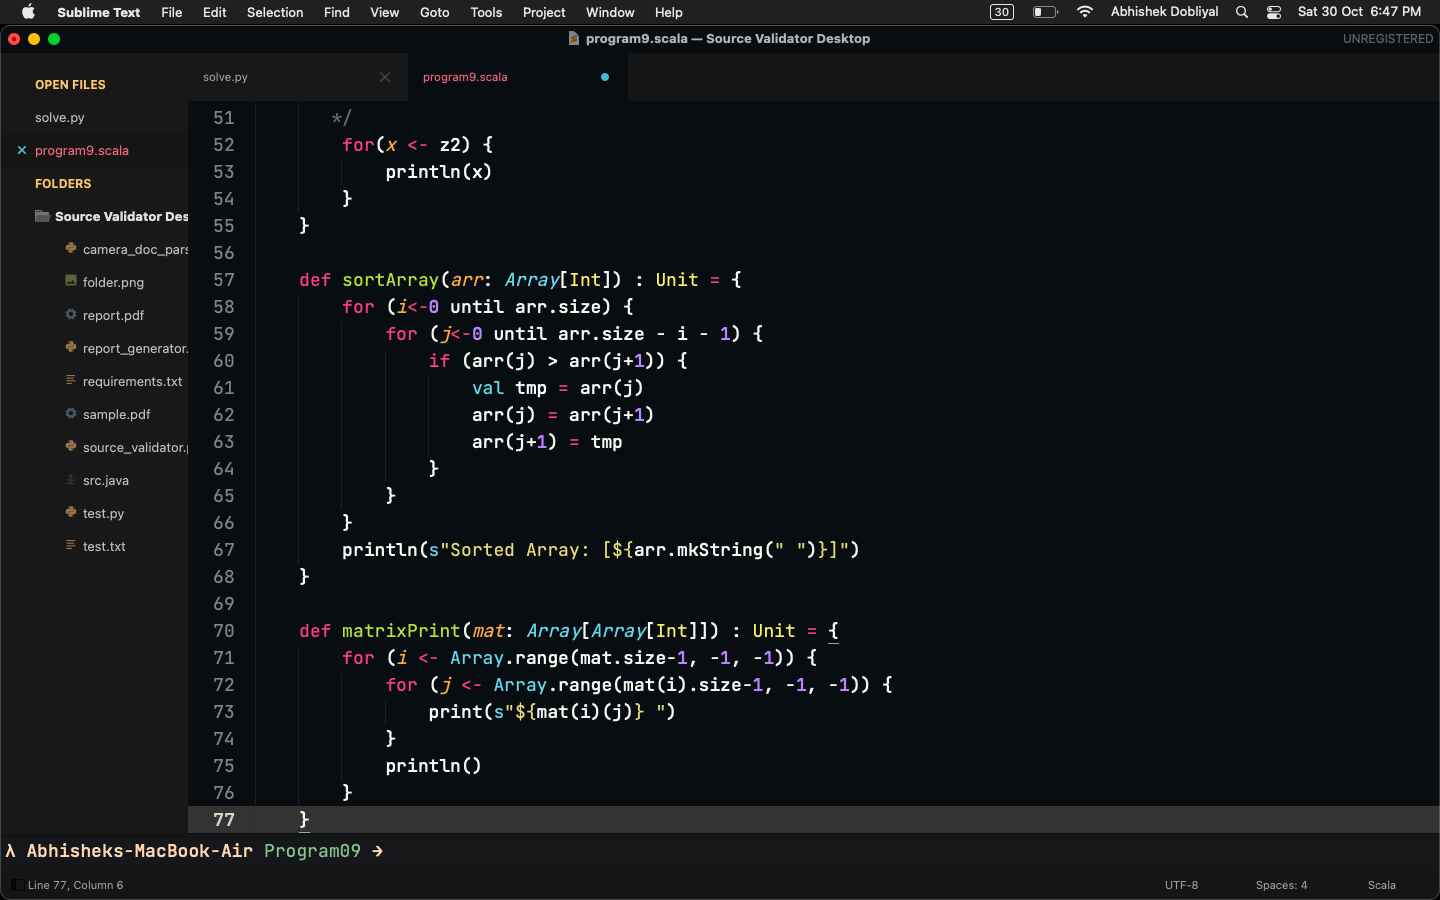 Sublime Text File Edit Selection Find View Goto Tools Project Window Help 30 Abhishek Dobliyal Sat 30 Oct 6:47 PM
program9.scala — Source Validator Desktop UNREGISTERED
OPEN FILES
solve.py
program9.scala
FOLDERS
Source Validator Des
camera_doc_pars
folder.png
report.pdf
report_generator.
requirements.txt
sample.pdf
source_validator.p
src.java
test.py
test.txt
solve.py program9.scala
51 */
52 for(x <- z2) {
53 println(x)
54 }
55 }
56
57 def sortArray(arr: Array[Int]) : Unit = {
58 for (i<-0 until arr.size) {
59 for (j<-0 until arr.size - i - 1) {
60 if (arr(j) > arr(j+1)) {
61 val tmp = arr(j)
62 arr(j) = arr(j+1)
63 arr(j+1) = tmp
64 }
65 }
66 }
67 println(s"Sorted Array: [${arr.mkString(" ")}]")
68 }
69
70 def matrixPrint(mat: Array[Array[Int]]) : Unit = {
71 for (i <- Array.range(mat.size-1, -1, -1)) {
72 for (j <- Array.range(mat(i).size-1, -1, -1)) {
73 print(s"${mat(i)(j)} ")
74 }
75 println()
76 }
77 }
λ Abhisheks-MacBook-Air Program09 →
Line 77, Column 6 UTF-8 Spaces: 4 Scala